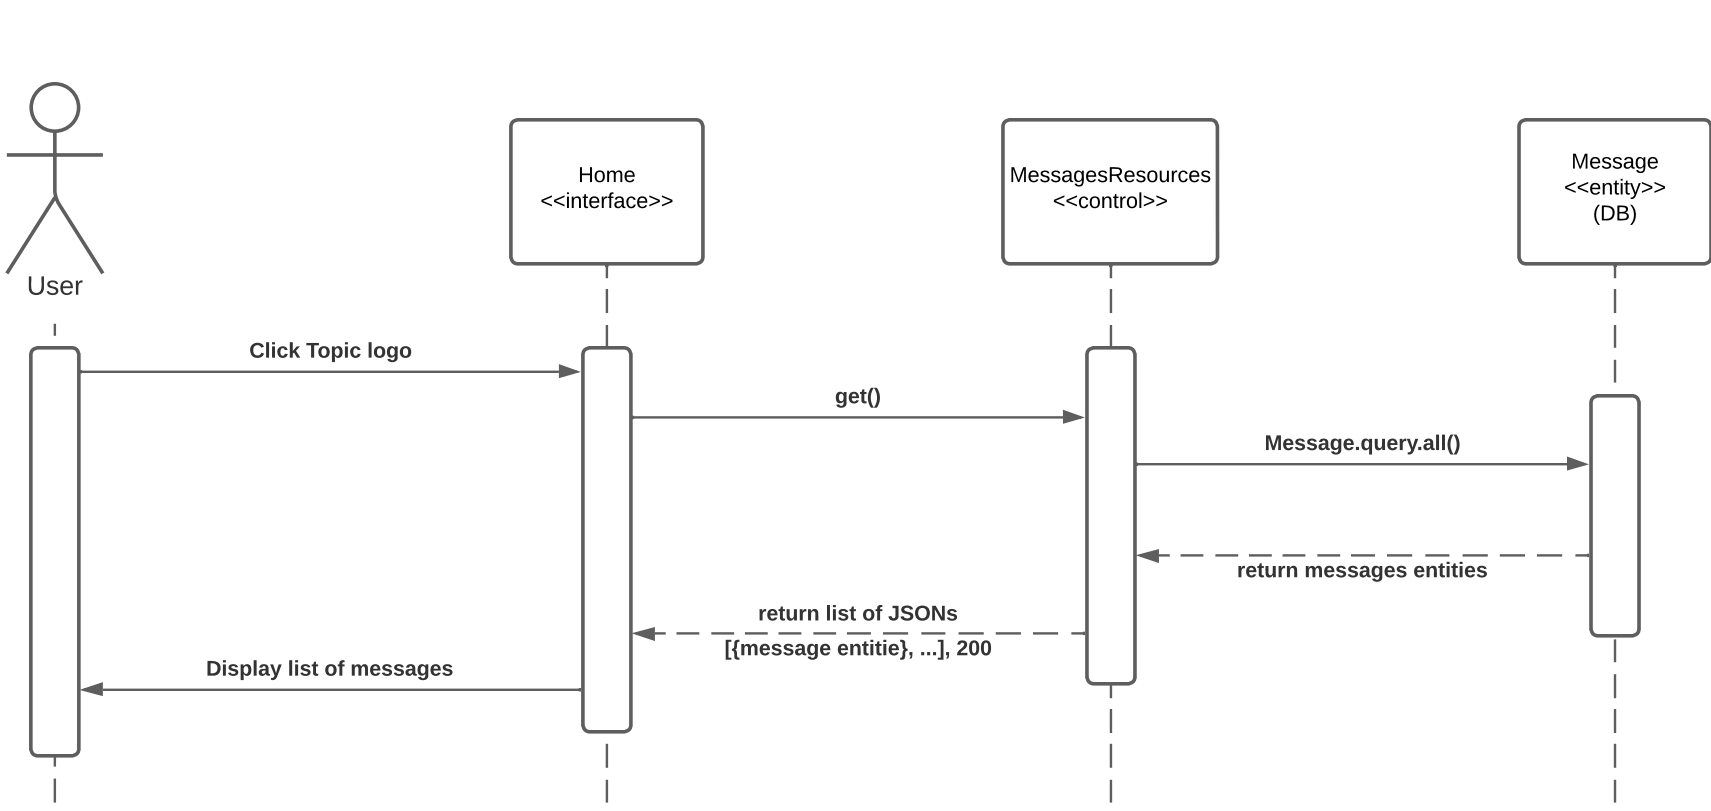 User
Home
<<interface>>
MessagesResources
<<control>>
Message
<<entity>>
(DB)
Click Topic logo
get()
Message.query.all()
return messages entities
return list of JSONs
[{message entitie}, ...], 200
Display list of messages